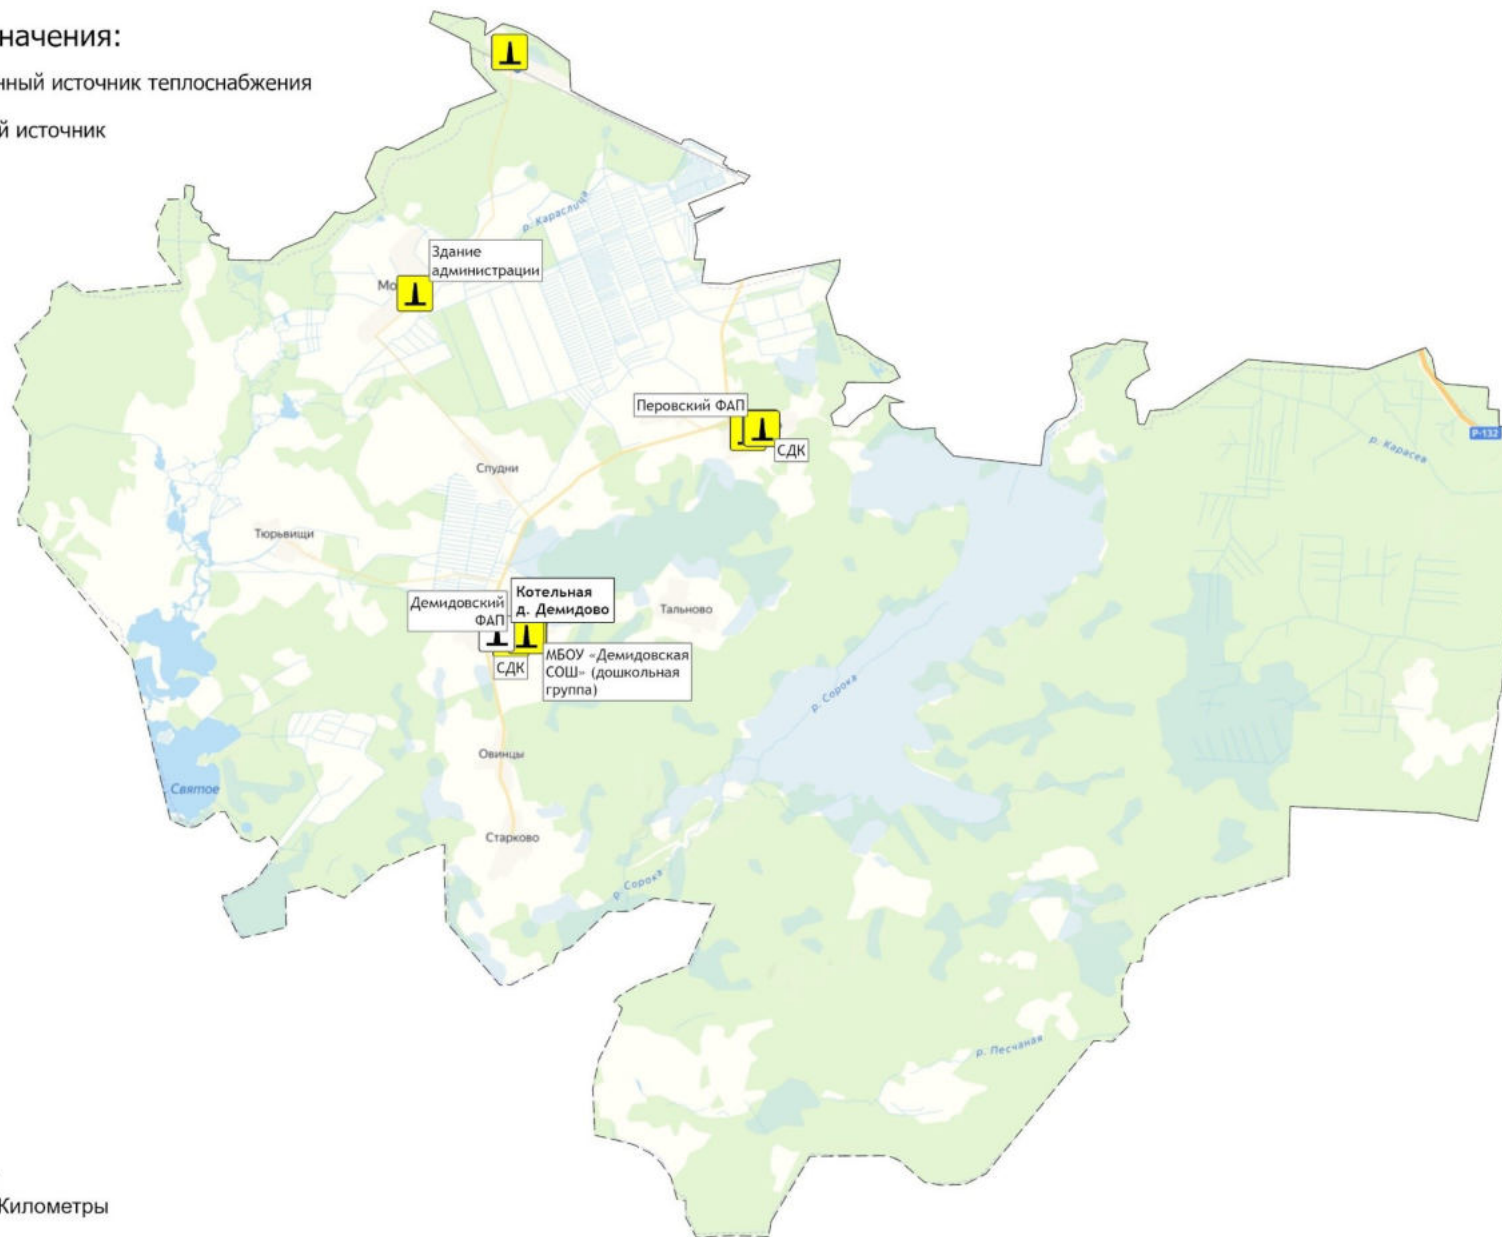 начения:
нный источник теплоснабжения
й источник
р. Караслица
Здание
администрации
Мо
Перовский ФАП
СДК
Р-132
р. Карасев
Спудни
Тюрьвищи
Котельная
д. Демидово
Демидовский
ФАП
Тальново
СДК
МБОУ «Демидовская
СОШ» (дошкольная
группа)
р. Сорока
Овинцы
Святое
Старково
р. Сорока
р. Песчаная
Километры